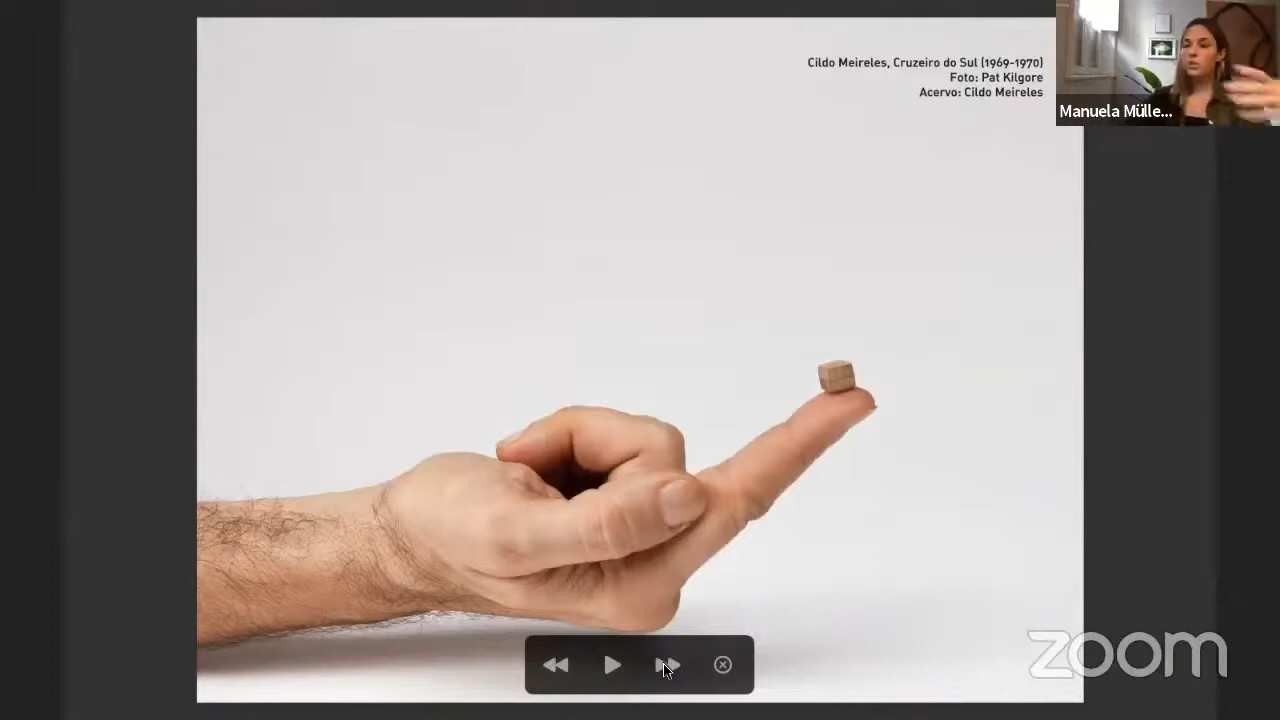 Cildo Meireles, Cruzeiro do Sul (1969-1970)
Foto: Pat Kilgore
Acervo: Cildo Meireles
Manuela Mülle...
zoom